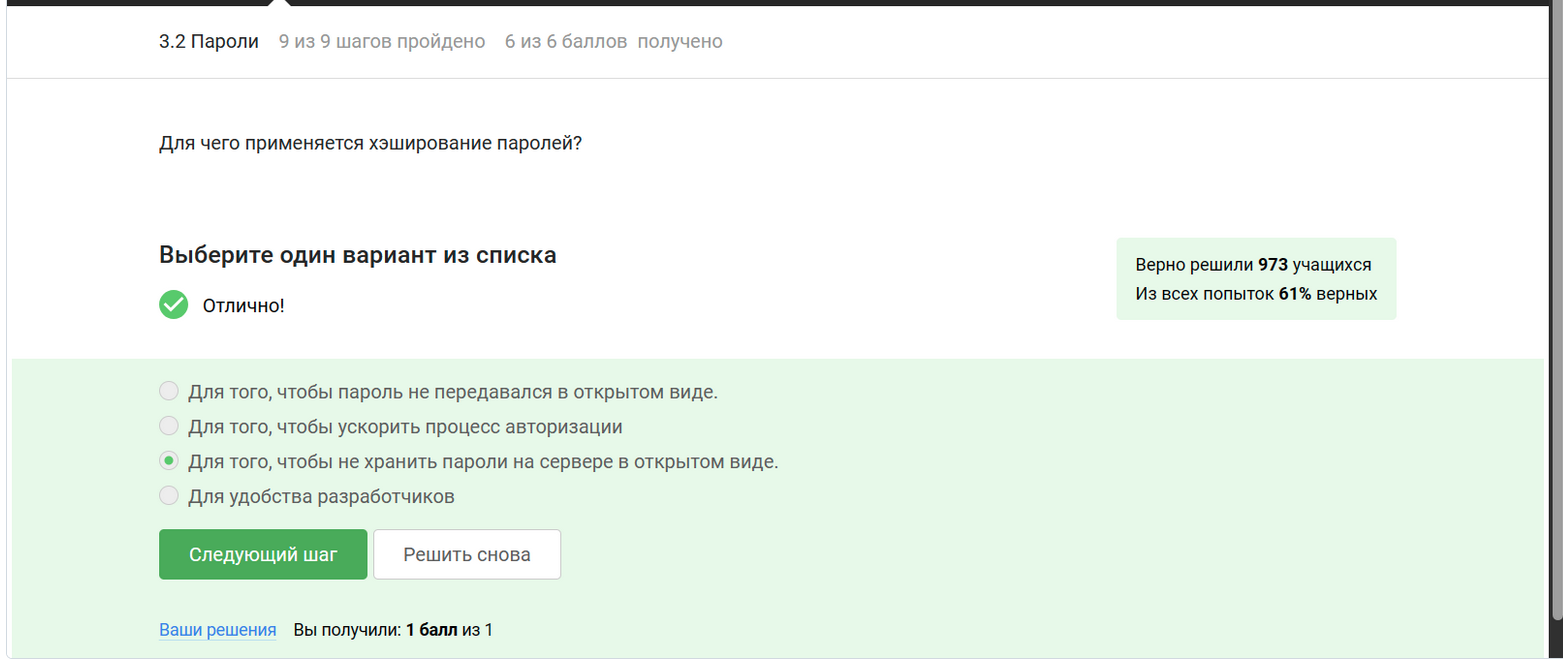 3.2 Пароли 9 из 9 шагов пройдено 6 из 6 баллов получено
Для чего применяется хэширование паролей?
Выберите один вариант из списка
Отлично!
Верно решили 973 учащихся
Из всех попыток 61% верных
Для того, чтобы пароль не передавался в открытом виде.
Для того, чтобы ускорить процесс авторизации
Для того, чтобы не хранить пароли на сервере в открытом виде.
Для удобства разработчиков
Следующий шаг Решить снова
Ваши решения Вы получили: 1 балл из 1